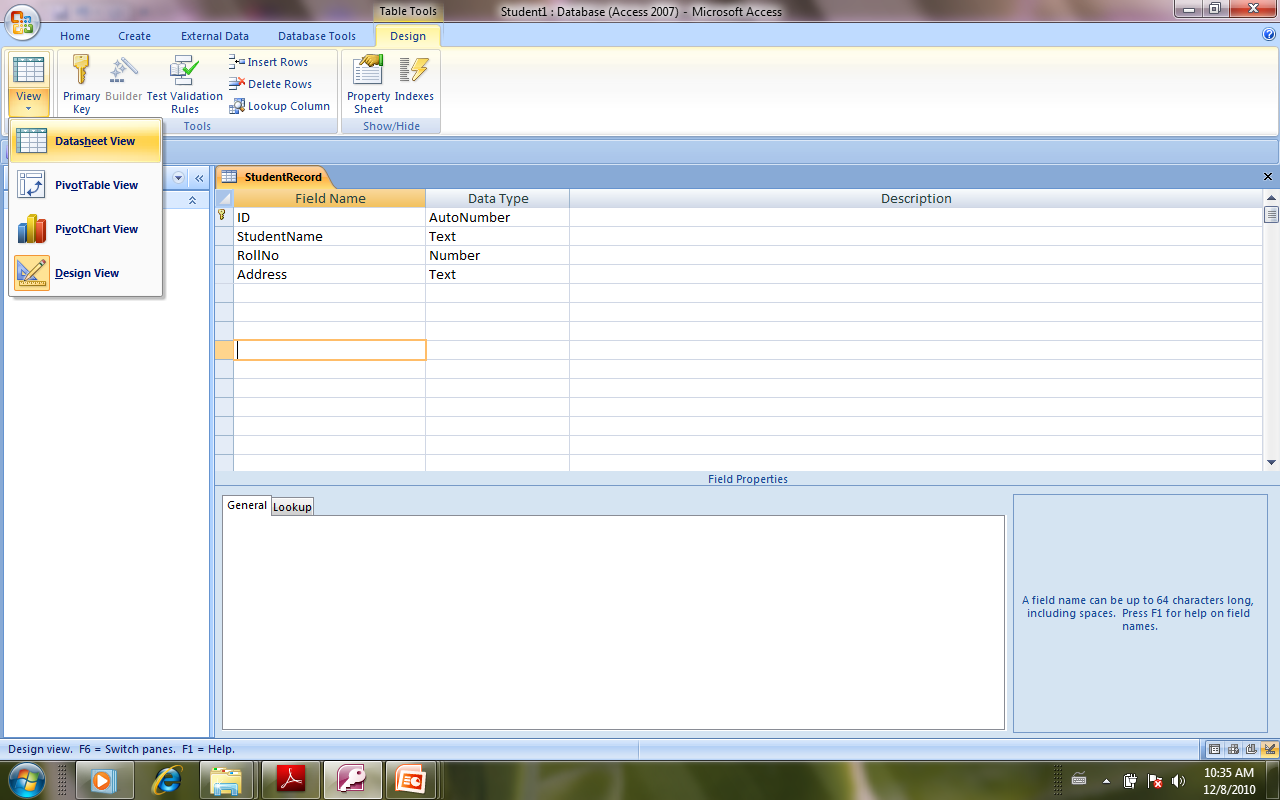 Table Tools
Student1 : Database (Access 2007) - Microsoft Access
Home
Create
External Data
Database Tools
Design
View
Primary Key
Builder
Test Validation Rules
Insert Rows
Delete Rows
Lookup Column
Property Sheet
Indexes
Tools
Show/Hide
Datasheet View
PivotTable View
PivotChart View
Design View
StudentRecord
Field Name Data Type Description
ID AutoNumber
StudentName Text
RollNo Number
Address Text
Field Properties
General
Lookup
A field name can be up to 64 characters long,
including spaces. Press F1 for help on field
names.
Design view. F6 = Switch panes. F1 = Help.
10:35 AM
12/8/2010